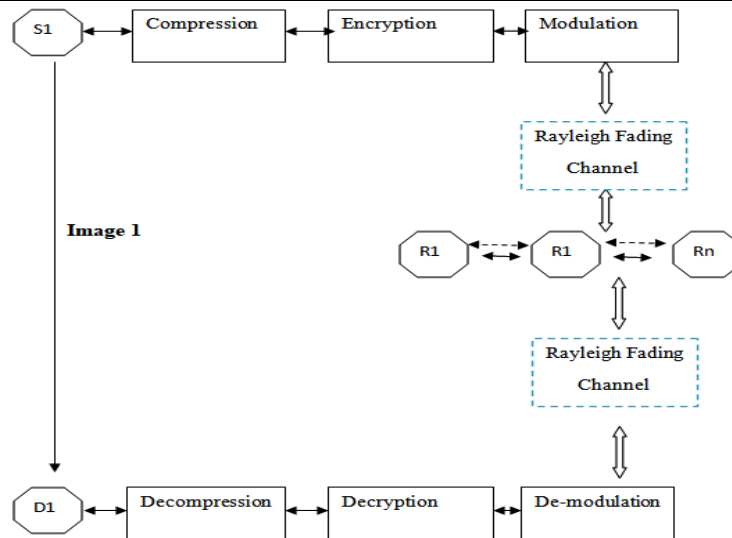 S1
Compression
Encryption
Modulation
Rayleigh Fading
Channel
Image 1
R1
R1
Rn
Rayleigh Fading
Channel
D1
Decompression
Decryption
De-modulation